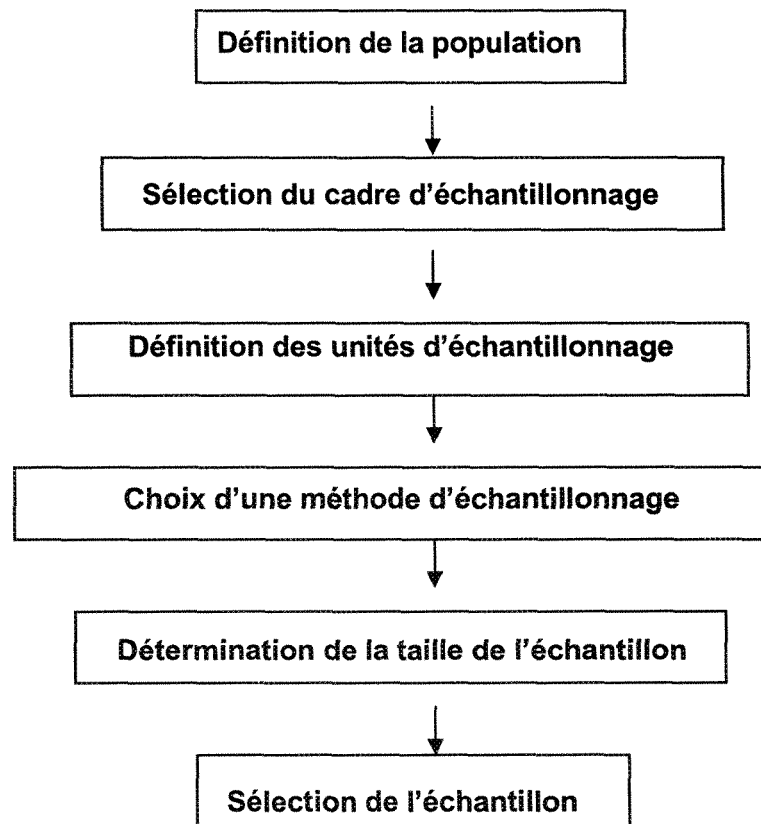 Définition de la population
Sélection du cadre d'échantillonnage
Définition des unités d'échantillonnage
Choix d'une méthode d'échantillonnage
Détermination de la taille de l'échantillon
Sélection de l'échantillon